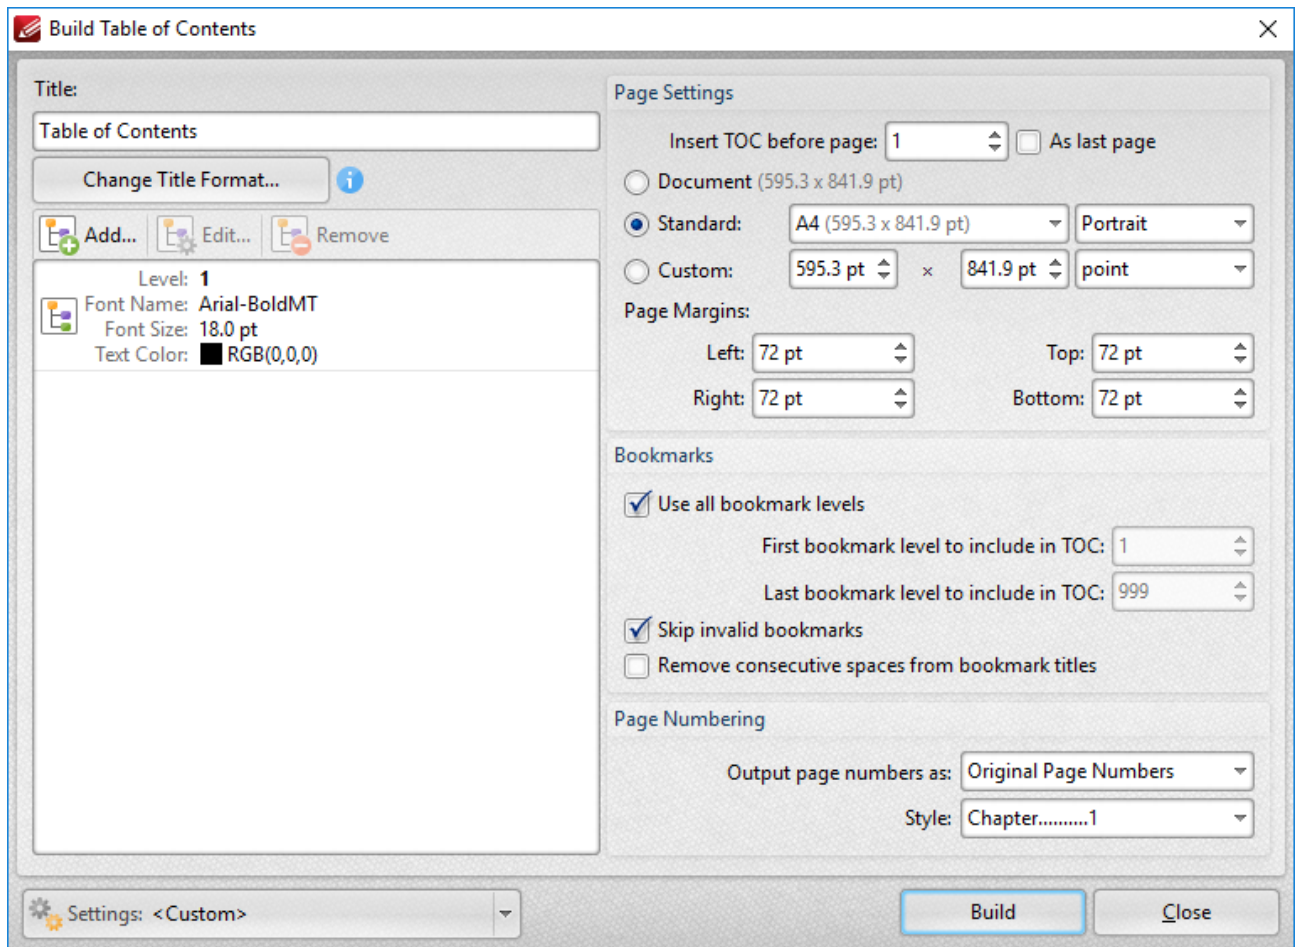 Build Table of Contents
Title:
Table of Contents
Change Title Format...
Add... Edit... Remove
Level: 1
Font Name: Arial-BoldMT
Font Size: 18.0 pt
Text Color: RGB(0,0,0)
Page Settings
Insert TOC before page: 1 As last page
Document (595.3 x 841.9 pt)
Standard: A4 (595.3 x 841.9 pt) Portrait
Custom: 595.3 pt × 841.9 pt point
Page Margins:
Left: 72 pt Top: 72 pt
Right: 72 pt Bottom: 72 pt
Bookmarks
Use all bookmark levels
First bookmark level to include in TOC: 1
Last bookmark level to include in TOC: 999
Skip invalid bookmarks
Remove consecutive spaces from bookmark titles
Page Numbering
Output page numbers as: Original Page Numbers
Style: Chapter..........1
Settings: <Custom> Build Close